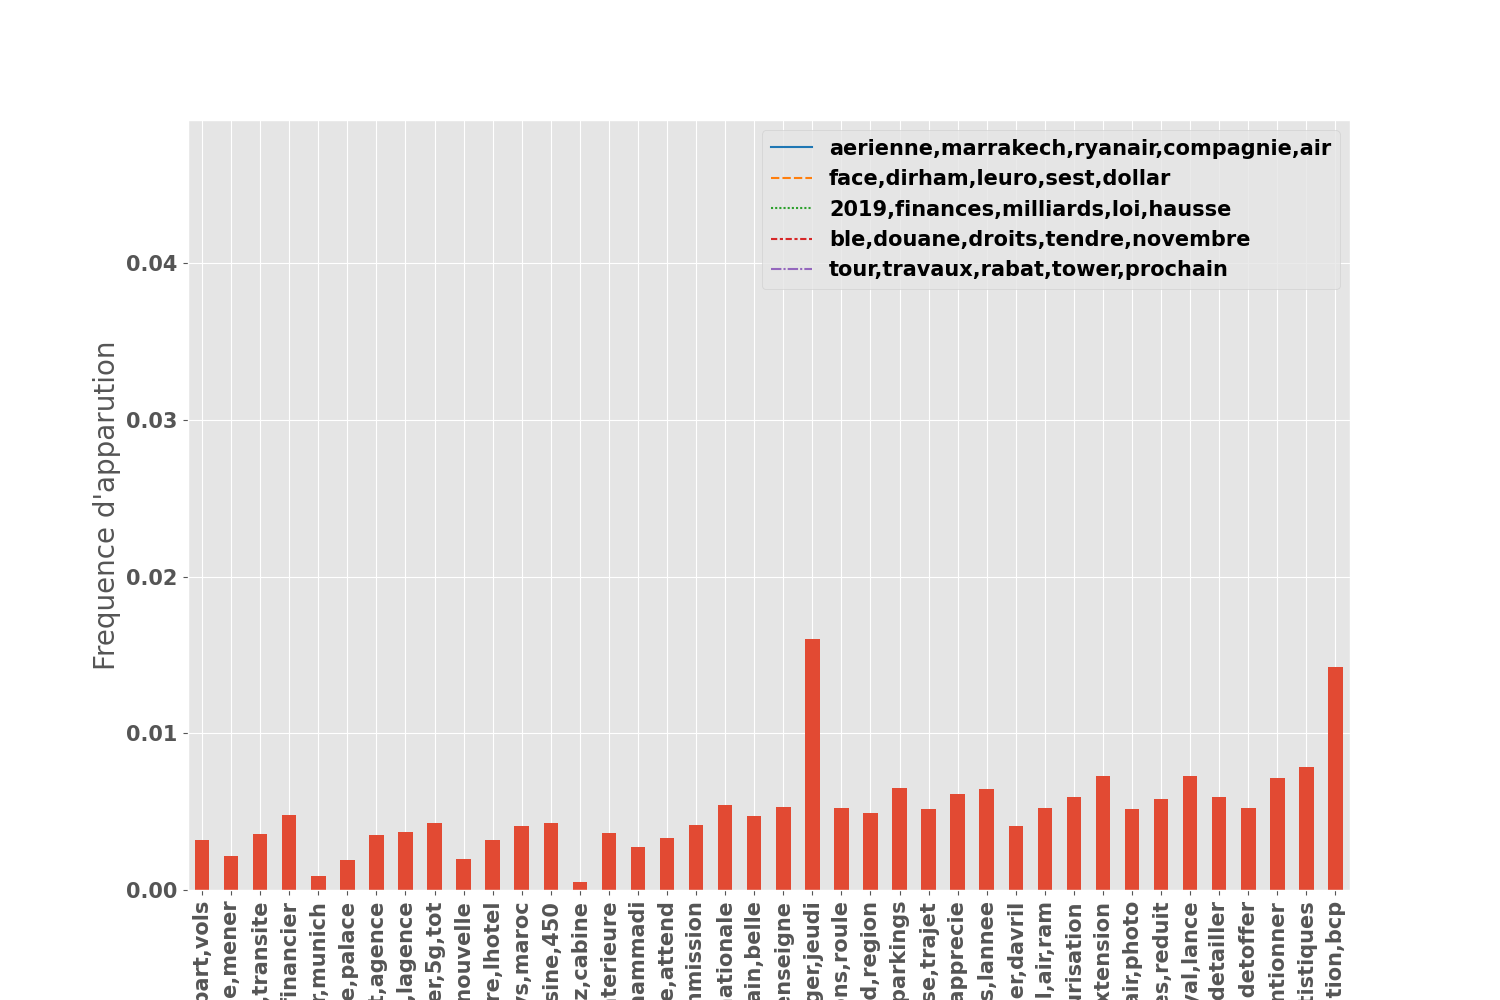 aerienne,marrakech,ryanair,compagnie,air
face,dirham,leuro,sest,dollar
2019,finances,milliards,loi,hausse
ble,douane,droits,tendre,novembre
tour,travaux,rabat,tower,prochain
Frequence d'apparution
0.04
0.03
0.02
0.01
0.00
part,vols
e,mener
,transite
financier
r,munich
e,palace
t,agence
,lagence
er,5g,tot
nouvelle
re,lhotel
ys,maroc
sine,450
z,cabine
terieure
hammadi
e,attend
mmission
nationale
ain,belle
enseigne
ger,jeudi
ons,roule
d,region
parkings
se,trajet
apprecie
s,lannee
er,davril
l,air,ram
urisation
xtension
air,photo
es,reduit
val,lance
detailler
detoffer
ntionner
tistiques
tion,bcp